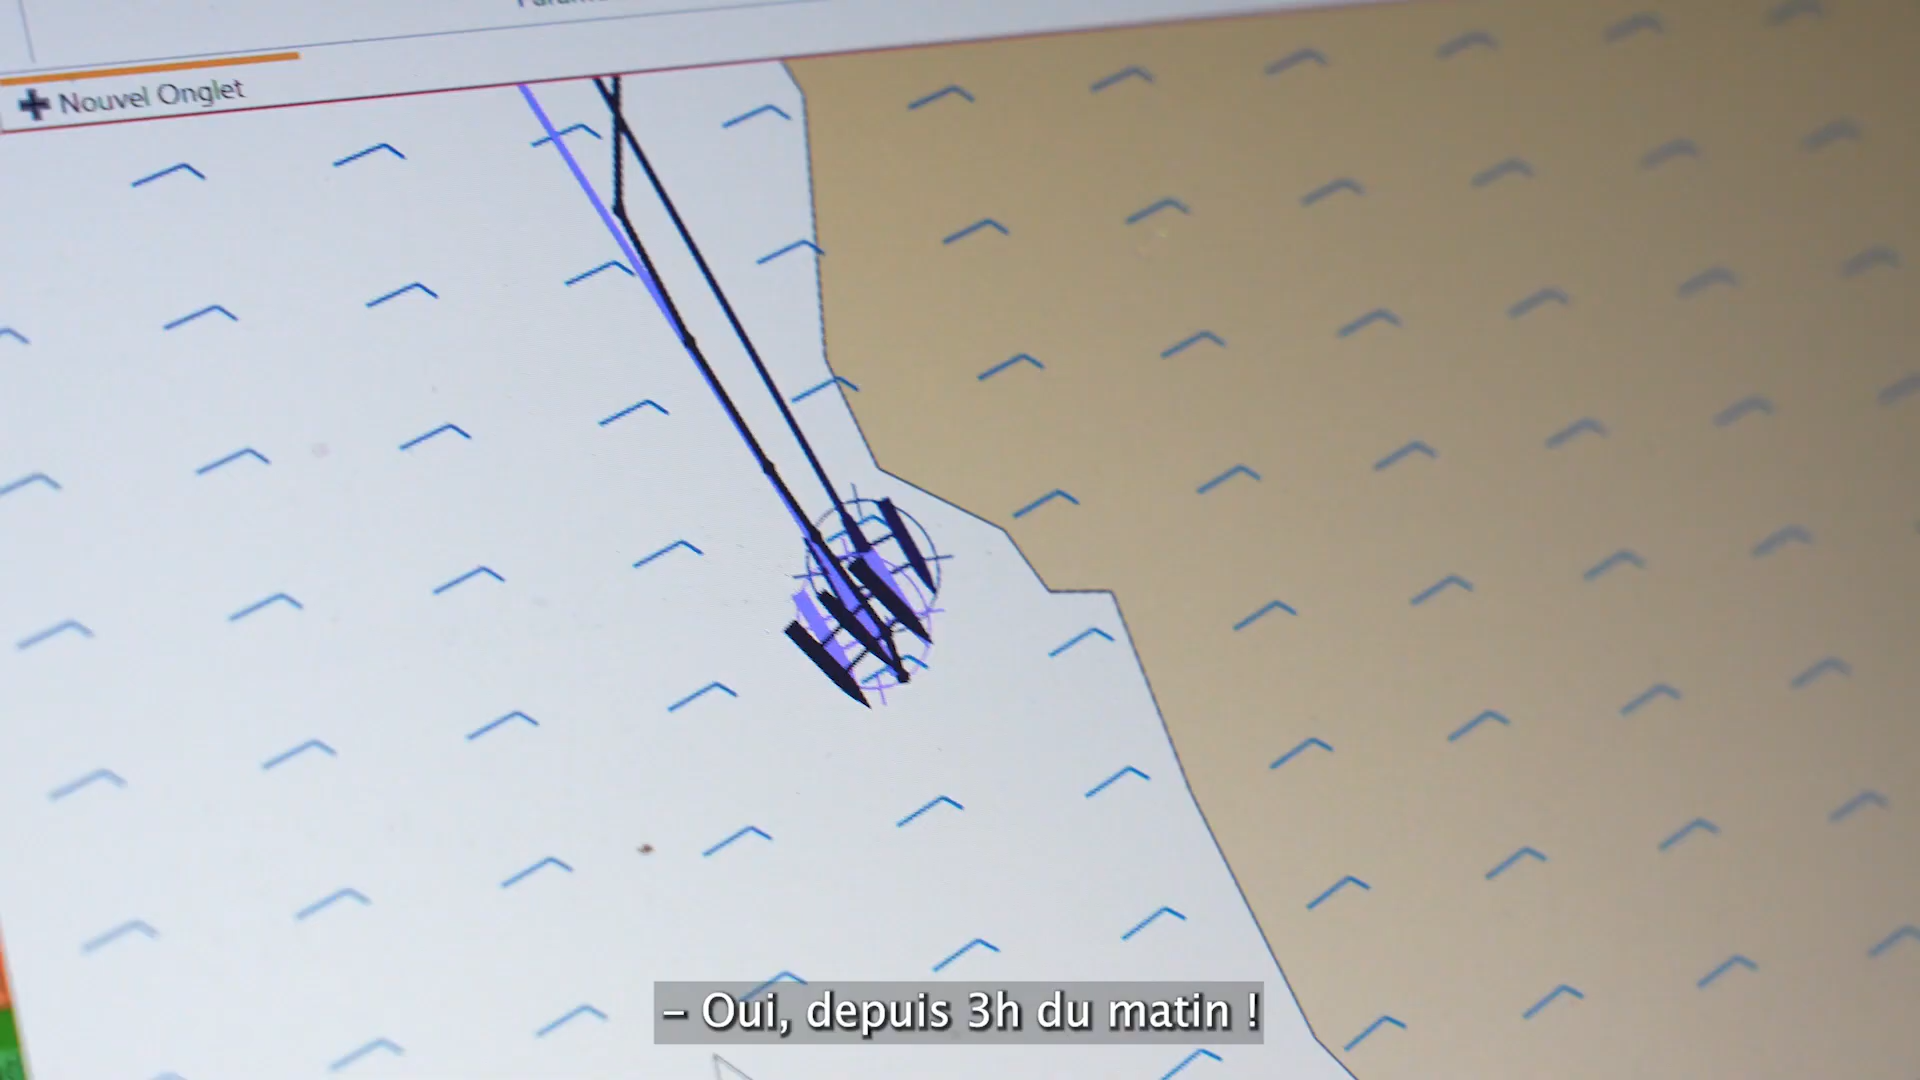 Nouvel Onglet
– Oui, depuis 3h du matin !